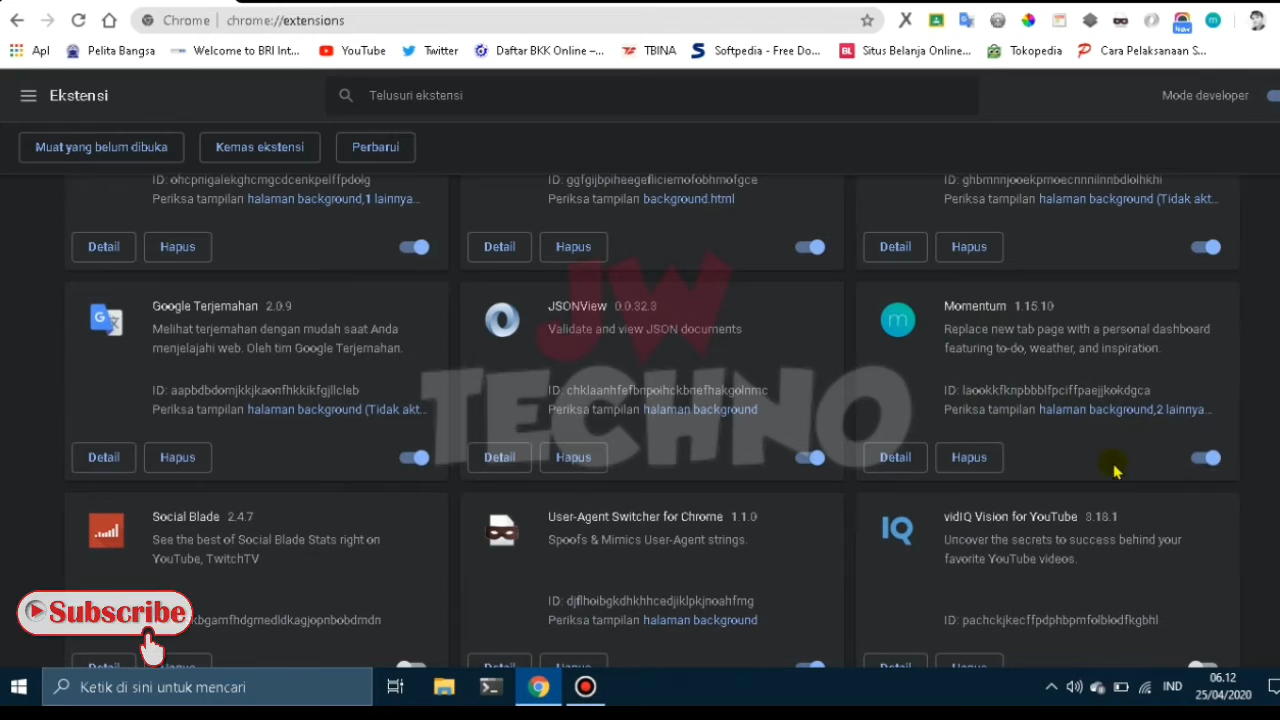 Chrome chrome://extensions
New
Apl Pelita Bangsa Welcome to BRI Int... YouTube Twitter Daftar BKK Online –... TBINA Softpedia - Free Do... Situs Belanja Online... Tokopedia Cara Pelaksanaan S...
Ekstensi Telusuri ekstensi Mode developer
Muat yang belum dibuka Kemas ekstensi Perbarui
ID: ohcpnigalekghcmgcdcenkpelffpdolg ID: ggfgijbpiheegefliciemofobhmofgce ID: ghbmnnjooekpmoecnnnilnnbdlolhkhi
Periksa tampilan halaman background,1 lainnya... Periksa tampilan background.html Periksa tampilan halaman background (Tidak akt...
Detail Hapus Detail Hapus Detail Hapus
JW
TECHNO
Google Terjemahan 2.0.9
Melihat terjemahan dengan mudah saat Anda
menjelajahi web. Oleh tim Google Terjemahan.
ID: aapbdbdomjkkjkaonfhkkikfgjllcleb
Periksa tampilan halaman background (Tidak akt...
Detail Hapus
JSONView 0.0.32.3
Validate and view JSON documents
ID: chklaanhfefbnpoihckbnefhakgolnmc
Periksa tampilan halaman background
Detail Hapus
Momentum 1.15.10
Replace new tab page with a personal dashboard
featuring to-do, weather, and inspiration.
ID: laookkfknpbbblfpciffpaejjkokdgca
Periksa tampilan halaman background,2 lainnya...
Detail Hapus
Social Blade 2.4.7
See the best of Social Blade Stats right on
YouTube, TwitchTV
kbgamfhdgmedldkagjopnbobdmdn
Detail Hapus
User-Agent Switcher for Chrome 1.1.0
Spoofs & Mimics User-Agent strings.
ID: djflhoibgkdhkhhcedjiklpkjnoahfmg
Periksa tampilan halaman background
Detail Hapus
vidIQ Vision for YouTube 3.18.1
Uncover the secrets to success behind your
favorite YouTube videos.
ID: pachckjkecffpdphbpmfolblodfkgbhl
Detail Hapus
Subscribe
Ketik di sini untuk mencari IND 06.12
25/04/2020